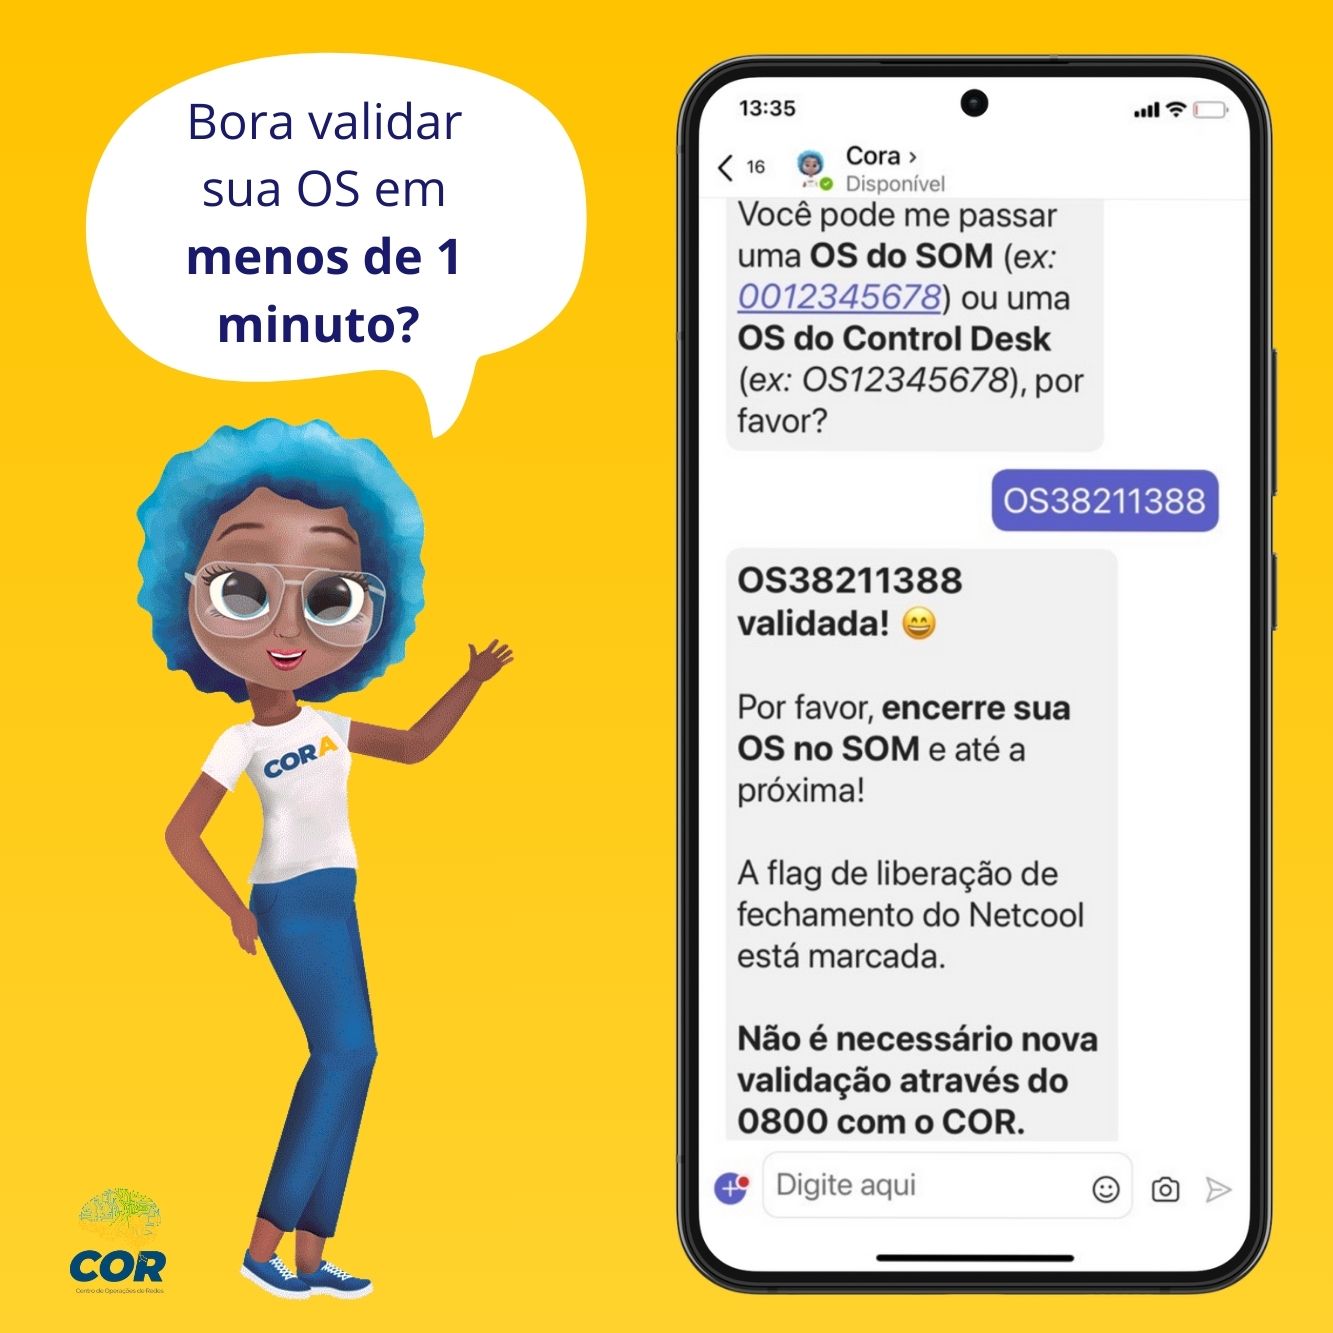 Bora validar
sua OS em
menos de 1
minuto?
CORA
COR
Centro de Operações de Redes
13:35
16
Cora
Disponível
Você pode me passar
uma OS do SOM (ex:
0012345678) ou uma
OS do Control Desk
(ex: OS12345678), por
favor?
OS38211388
OS38211388
validada! 😄
Por favor, encerre sua
OS no SOM e até a
próxima!
A flag de liberação de
fechamento do Netcool
está marcada.
Não é necessário nova
validação através do
0800 com o COR.
Digite aqui